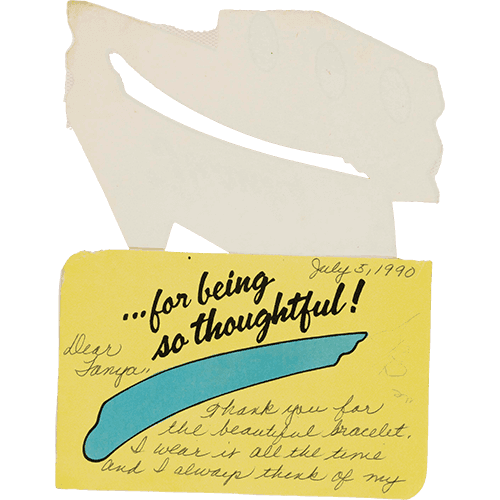 July 5, 1990
...for being
so thoughtful!
Dear
Tanya,,
Thank you for
the beautiful bracelet.
I wear it all the time
and I always think of my